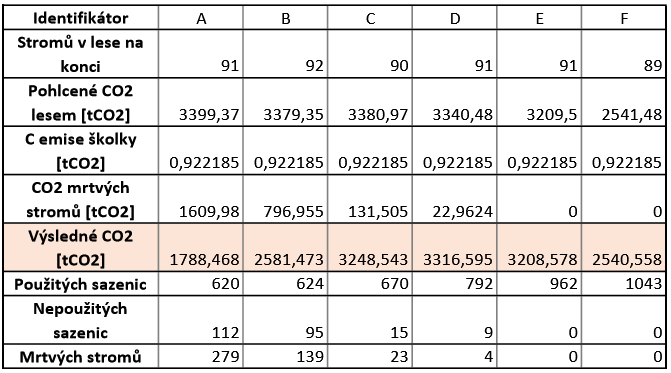 Identifikátor A B C D E F
Stromů v lese na
konci 91 92 90 91 91 89
Pohlcené CO2
lesem [tCO2] 3399,37 3379,35 3380,97 3340,48 3209,5 2541,48
C emise školky
[tCO2] 0,922185 0,922185 0,922185 0,922185 0,922185 0,922185
CO2 mrtvých
stromů [tCO2] 1609,98 796,955 131,505 22,9624 0 0
Výsledné CO2
[tCO2] 1788,468 2581,473 3248,543 3316,595 3208,578 2540,558
Použitých sazenic 620 624 670 792 962 1043
Nepoužitých
sazenic 112 95 15 9 0 0
Mrtvých stromů 279 139 23 4 0 0